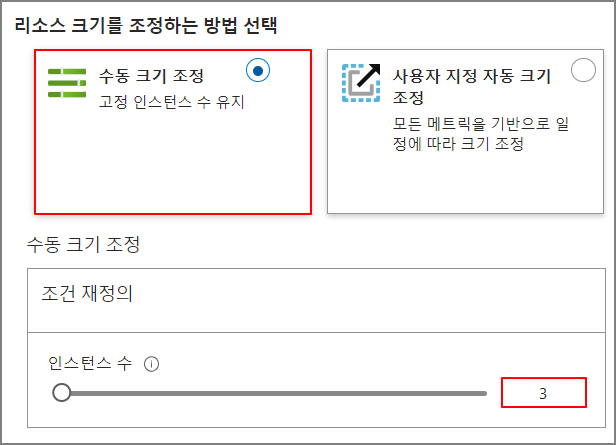 리소스 크기를 조정하는 방법 선택
수동 크기 조정
고정 인스턴스 수 유지
사용자 지정 자동 크기
조정
모든 메트릭을 기반으로 일
정에 따라 크기 조정
수동 크기 조정
조건 재정의
인스턴스 수
3